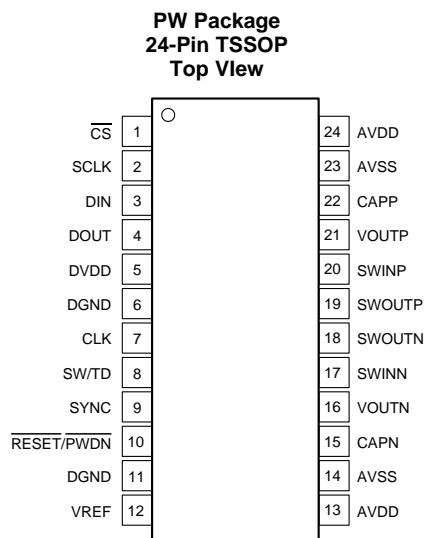 PW Package
24-Pin TSSOP
Top VIew
CS 1 24 AVDD
SCLK 2 23 AVSS
DIN 3 22 CAPP
DOUT 4 21 VOUTP
DVDD 5 20 SWINP
DGND 6 19 SWOUTP
CLK 7 18 SWOUTN
SW/TD 8 17 SWINN
SYNC 9 16 VOUTN
RESET/PWDN 10 15 CAPN
DGND 11 14 AVSS
VREF 12 13 AVDD